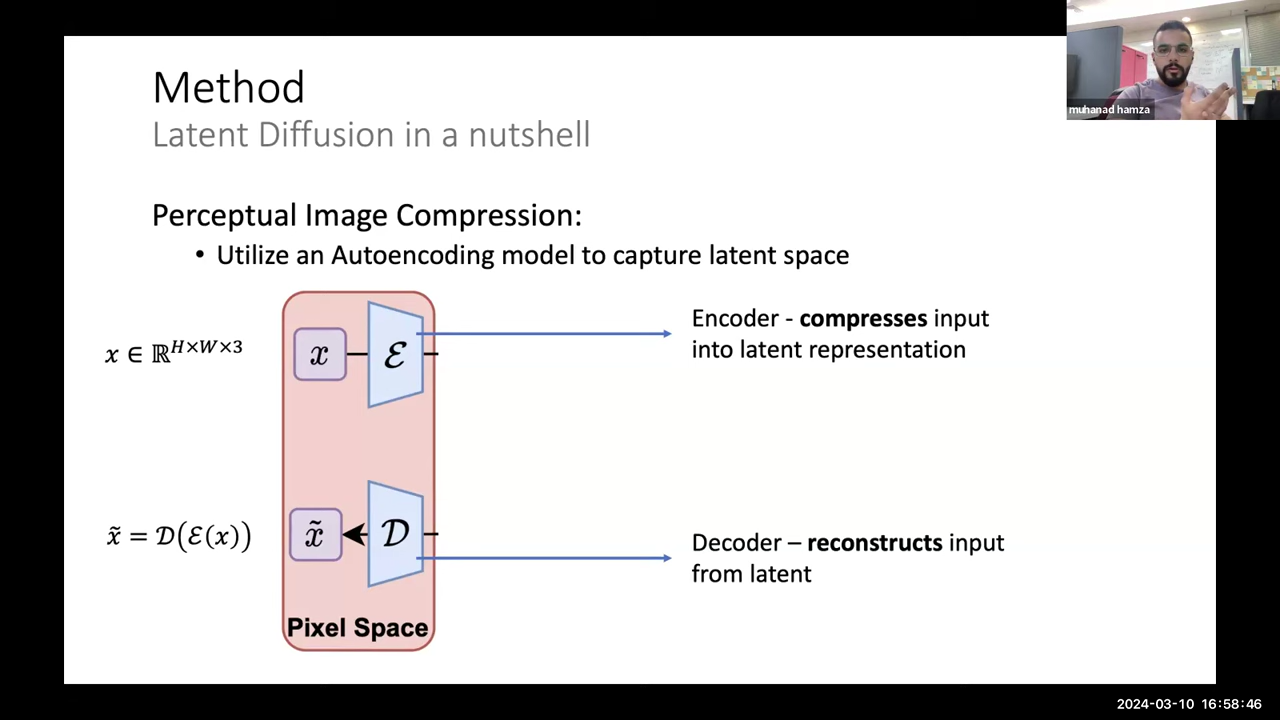 Method
Latent Diffusion in a nutshell
muhanad hamza
Perceptual Image Compression:
• Utilize an Autoencoding model to capture latent space
x ∈ ℝ^{H×W×3}
x
ℰ
Encoder - compresses input
into latent representation
x̃ = 𝒟(ℰ(x))
x̃
𝒟
Decoder – reconstructs input
from latent
Pixel Space
2024-03-10 16:58:46